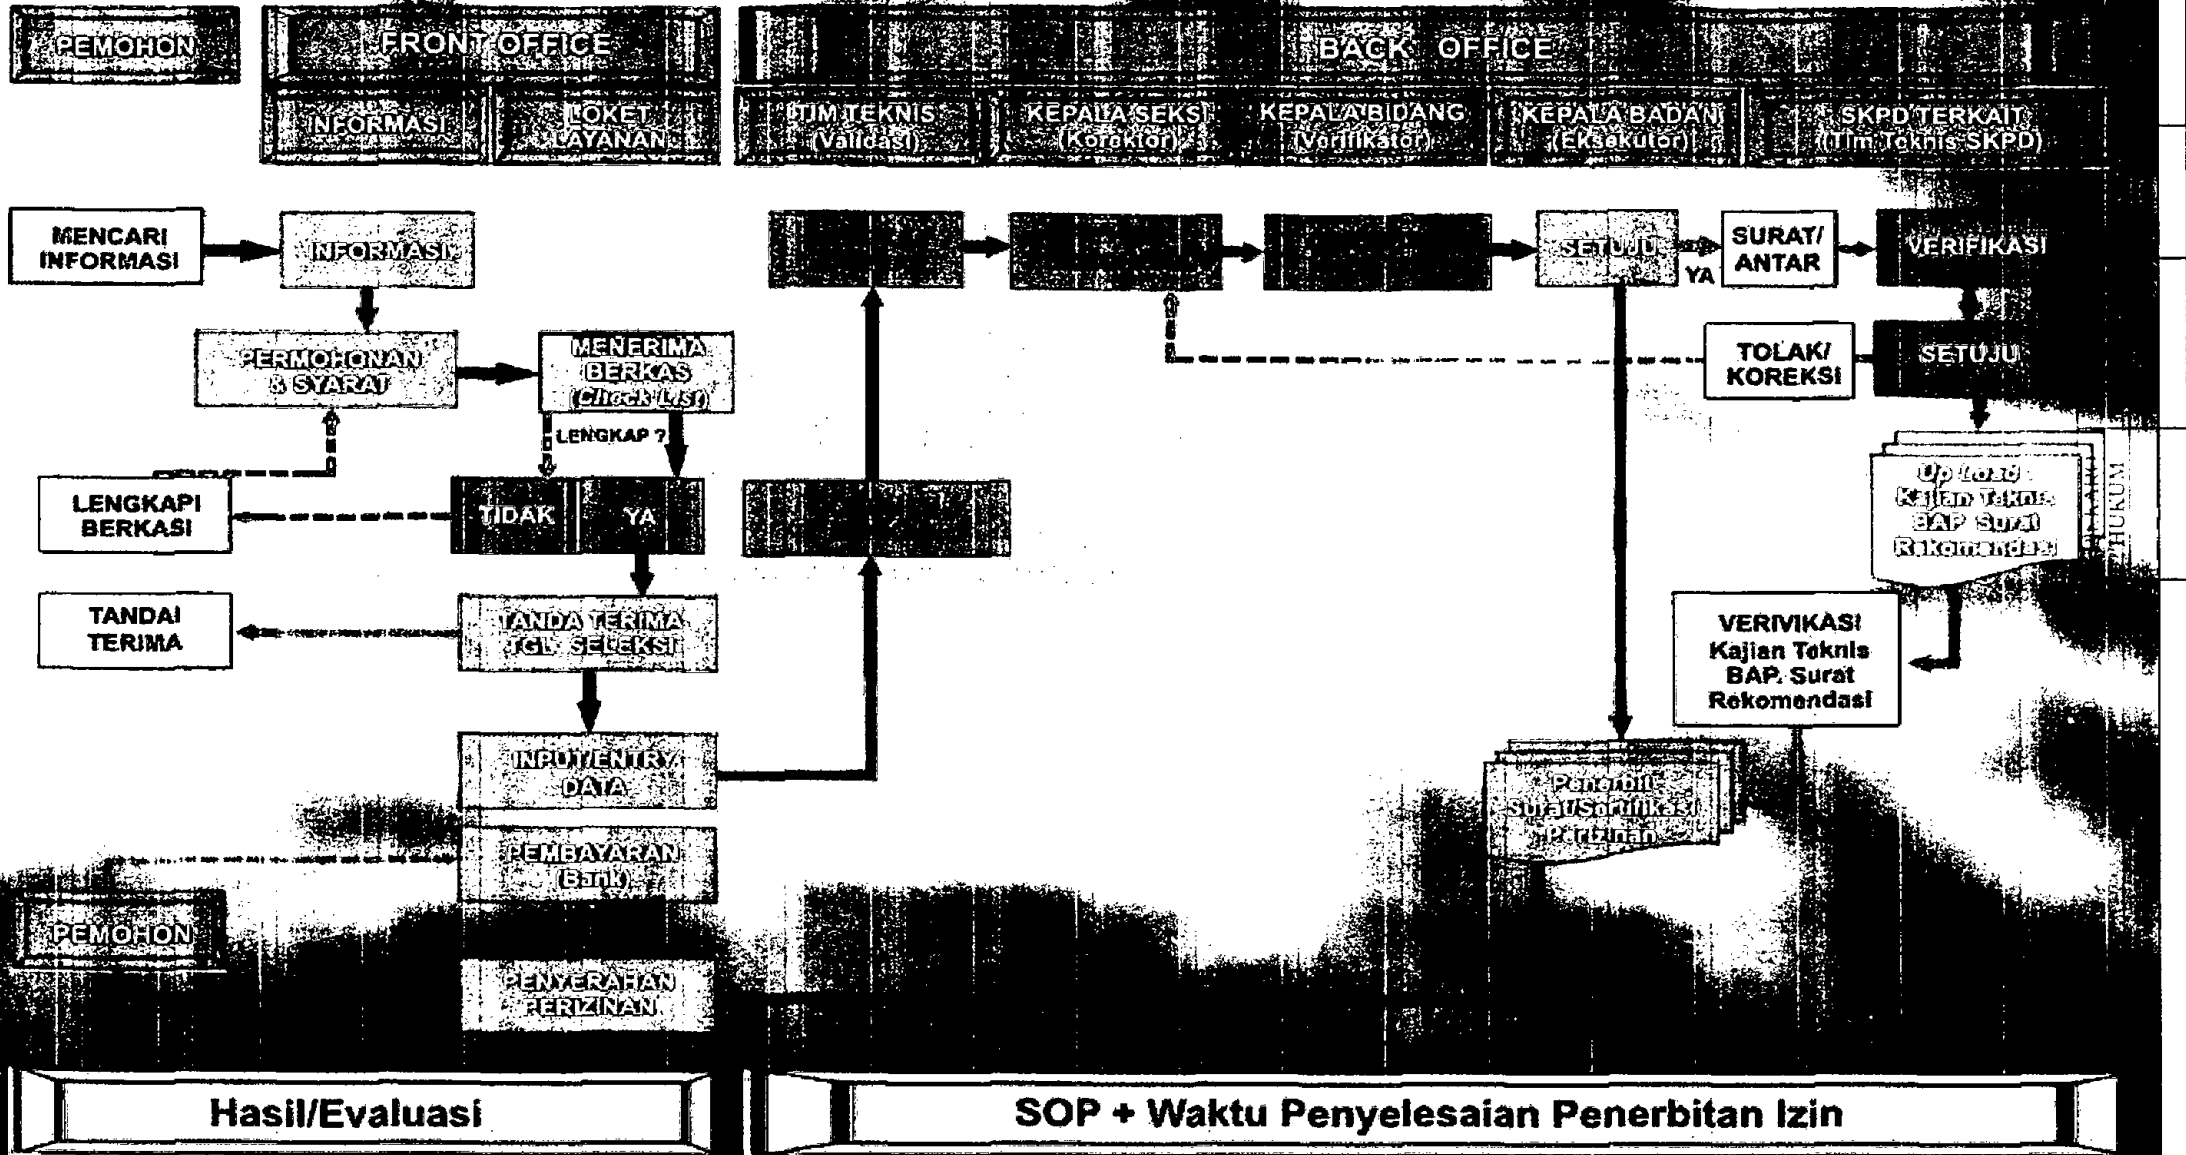 PEMOHON
FRONT OFFICE
BACK OFFICE
INFORMASI
LOKET
LAYANAN
TIM TEKNIS
(Validasi)
KEPALA SEKSI
(Korektor)
KEPALA BIDANG
(Verifikator)
KEPALA BADAN
(Eksekutor)
SKPD TERKAIT
(Tim Teknis SKPD)
MENCARI
INFORMASI
INFORMASI
SETUJU
YA
SURAT/
ANTAR
VERIFIKASI
PERMOHONAN
& SYARAT
MENERIMA
BERKAS
(Check List)
TOLAK/
KOREKSI
SETUJU
LENGKAP ?
LENGKAPI
BERKASI
TIDAK
YA
Up Load :
Kajian Teknis
BAP Surat
Rekomendasi
HUKUM
TANDAI
TERIMA
TANDA TERIMA
TGL. SELEKSI
VERIVIKASI
Kajian Teknis
BAP. Surat
Rekomendasi
INPUT/ENTRY
DATA
Penerbit
Surat/Sertifikasi
Perizinan
PEMBAYARAN
(Bank)
PEMOHON
PENYERAHAN
PERIZINAN
Hasil/Evaluasi
SOP + Waktu Penyelesaian Penerbitan Izin